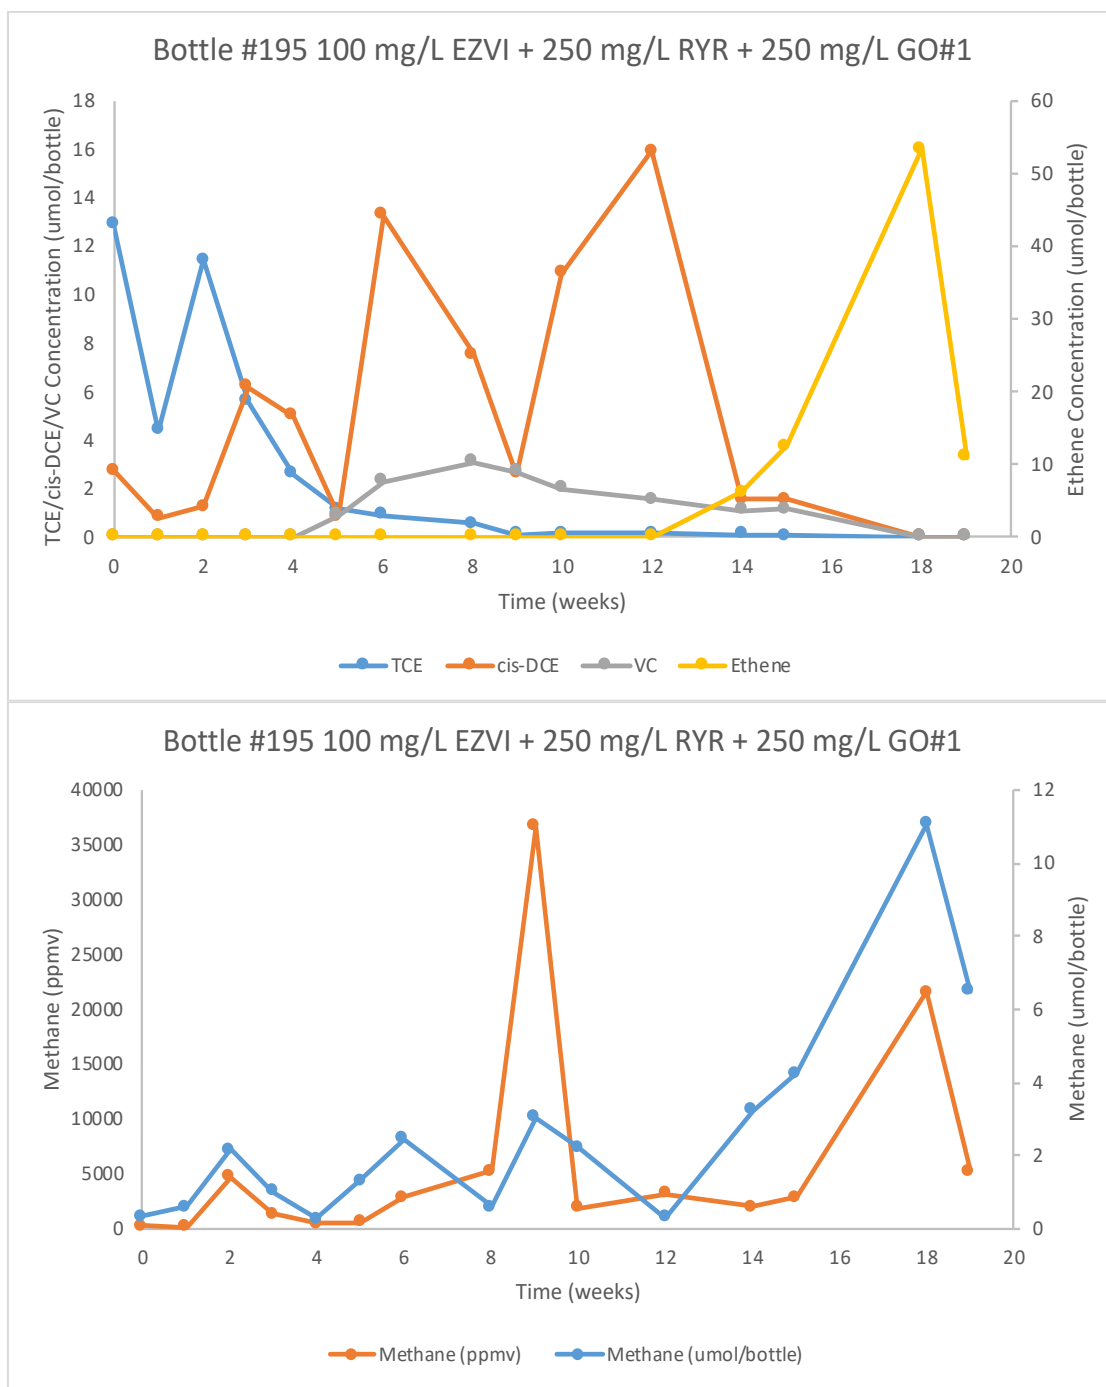 Bottle #195 100 mg/L EZVI + 250 mg/L RYR + 250 mg/L GO#1
TCE/cis-DCE/VC Concentration (umol/bottle)
18
16
14
12
10
8
6
4
2
0
60
50
40
30
20
10
0
Ethene Concentration (umol/bottle)
0 2 4 6 8 10 12 14 16 18 20
Time (weeks)
TCE cis-DCE VC Ethene
Bottle #195 100 mg/L EZVI + 250 mg/L RYR + 250 mg/L GO#1
Methane (ppmv)
40000
35000
30000
25000
20000
15000
10000
5000
0
12
10
8
6
4
2
0
Methane (umol/bottle)
0 2 4 6 8 10 12 14 16 18 20
Time (weeks)
Methane (ppmv) Methane (umol/bottle)